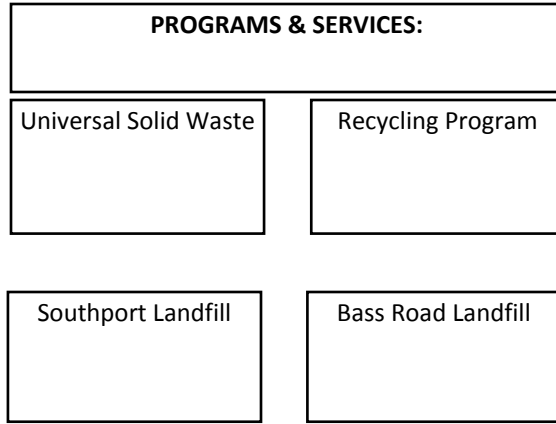 PROGRAMS & SERVICES:
Universal Solid Waste
Recycling Program
Southport Landfill
Bass Road Landfill